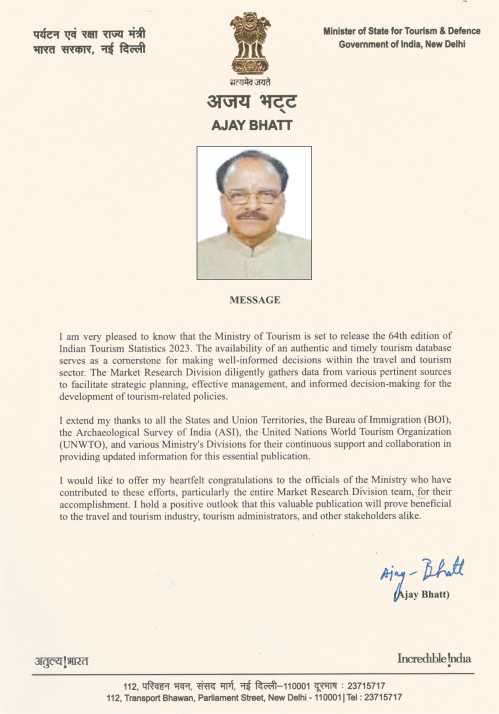 पर्यटन एवं रक्षा राज्य मंत्री
भारत सरकार, नई दिल्ली
Minister of State for Tourism & Defence
Government of India, New Delhi
सत्यमेव जयते
अजय भट्ट
AJAY BHATT
MESSAGE
I am very pleased to know that the Ministry of Tourism is set to release the 64th edition of
Indian Tourism Statistics 2023. The availability of an authentic and timely tourism database
serves as a cornerstone for making well-informed decisions within the travel and tourism
sector. The Market Research Division diligently gathers data from various pertinent sources
to facilitate strategic planning, effective management, and informed decision-making for the
development of tourism-related policies.
I extend my thanks to all the States and Union Territories, the Bureau of Immigration (BOI),
the Archaeological Survey of India (ASI), the United Nations World Tourism Organization
(UNWTO), and various Ministry's Divisions for their continuous support and collaboration in
providing updated information for this essential publication.
I would like to offer my heartfelt congratulations to the officials of the Ministry who have
contributed to these efforts, particularly the entire Market Research Division team, for their
accomplishment. I hold a positive outlook that this valuable publication will prove beneficial
to the travel and tourism industry, tourism administrators, and other stakeholders alike.
Ajay Bhatt
(Ajay Bhatt)
अतुल्य!भारत
Incredible!ndia
112, परिवहन भवन, संसद मार्ग, नई दिल्ली–110001 दूरभाष : 23715717
112, Transport Bhawan, Parliament Street, New Delhi - 110001| Tel : 23715717